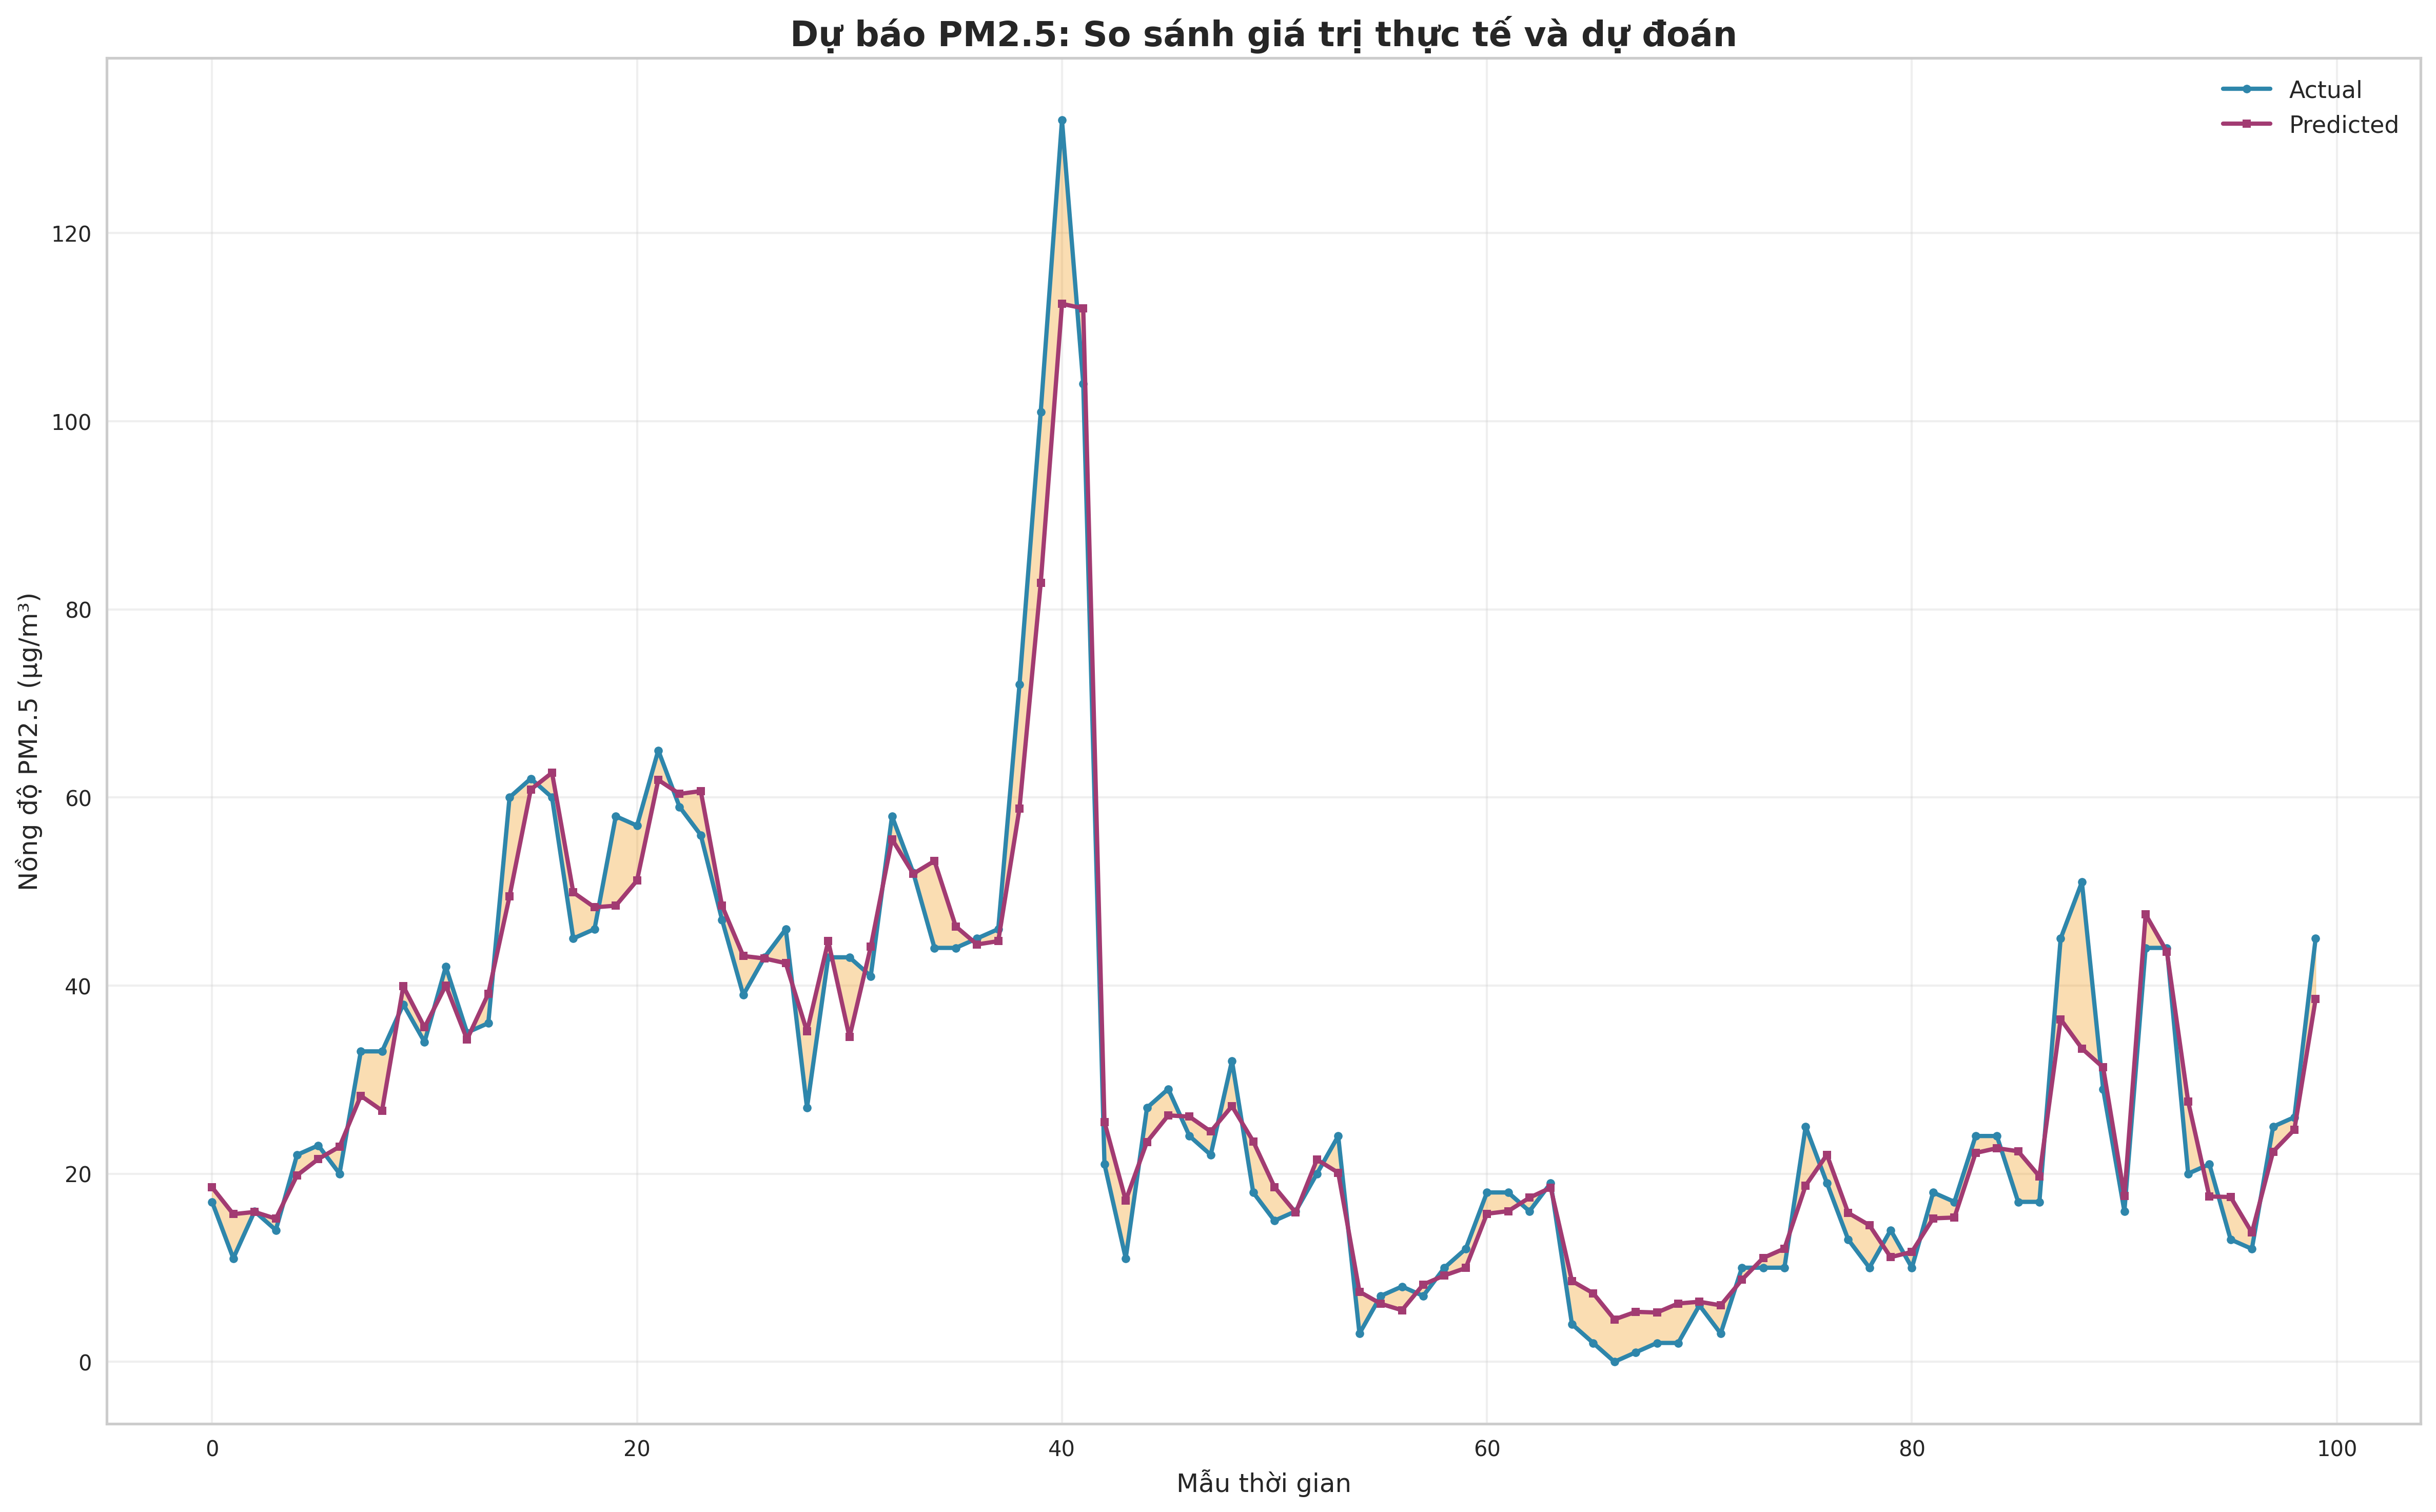 Dự báo PM2.5: So sánh giá trị thực tế và dự đoán
Actual
Predicted
120
100
80
60
40
20
0
Nồng độ PM2.5 (µg/m³)
0 20 40 60 80 100
Mẫu thời gian